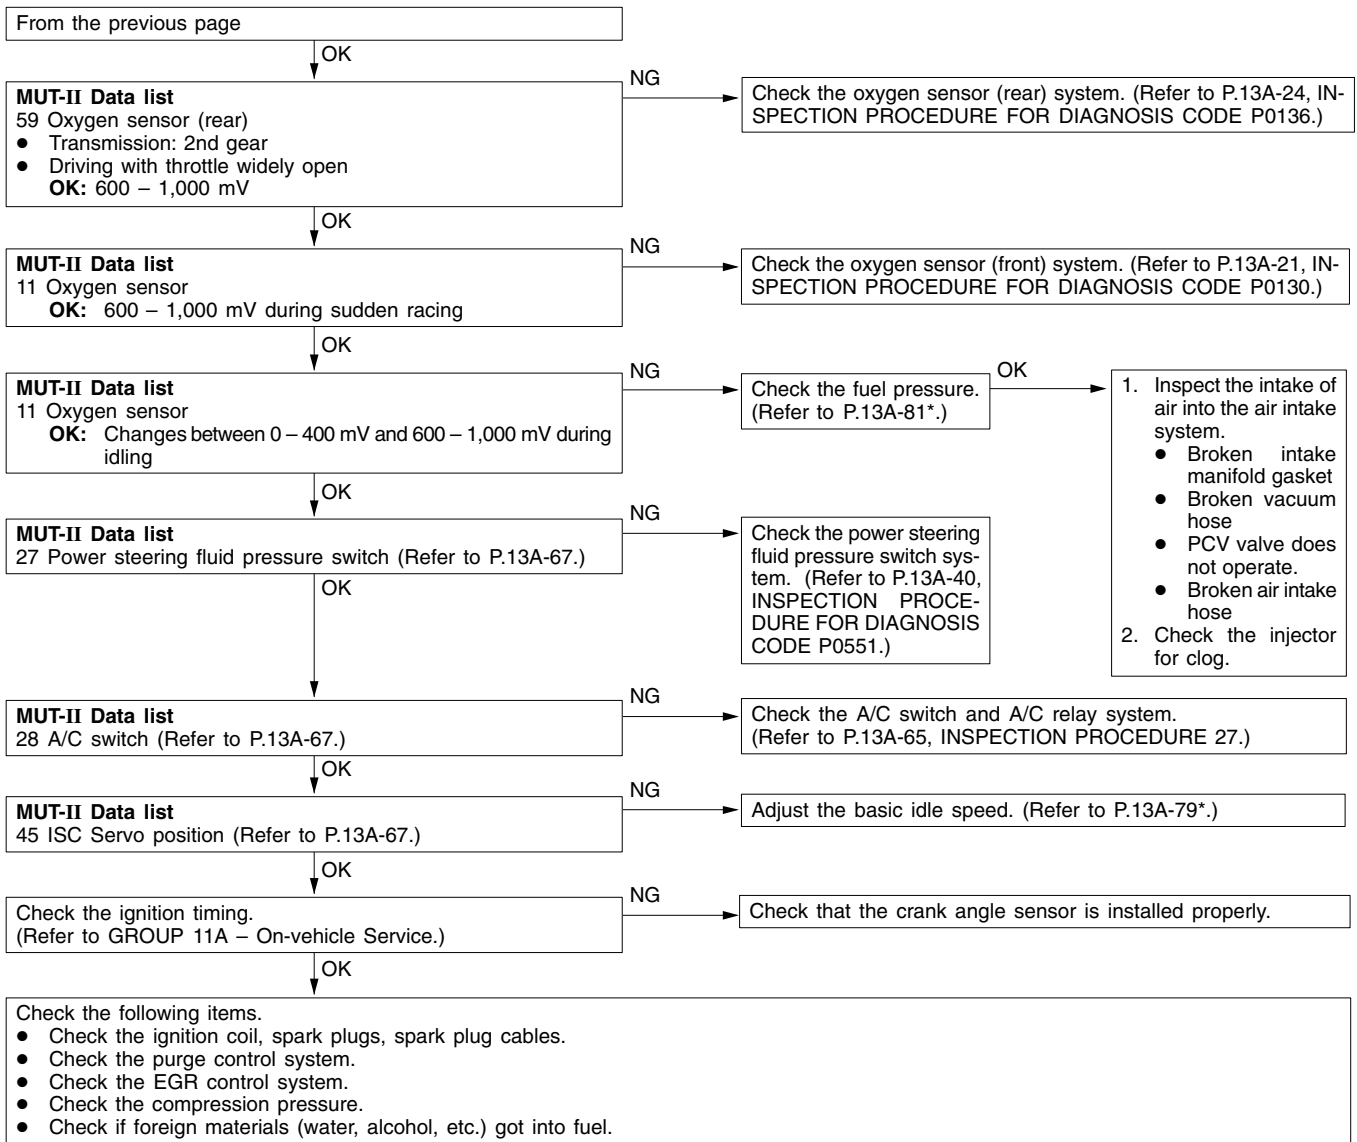 From the previous page
OK
MUT-II Data list
59 Oxygen sensor (rear)
● Transmission: 2nd gear
● Driving with throttle widely open
OK: 600 – 1,000 mV
NG
Check the oxygen sensor (rear) system. (Refer to P.13A-24, IN-
SPECTION PROCEDURE FOR DIAGNOSIS CODE P0136.)
OK
MUT-II Data list
11 Oxygen sensor
OK: 600 – 1,000 mV during sudden racing
NG
Check the oxygen sensor (front) system. (Refer to P.13A-21, IN-
SPECTION PROCEDURE FOR DIAGNOSIS CODE P0130.)
OK
MUT-II Data list
11 Oxygen sensor
OK: Changes between 0 – 400 mV and 600 – 1,000 mV during
idling
NG
Check the fuel pressure.
(Refer to P.13A-81*.)
OK
1. Inspect the intake of
air into the air intake
system.
● Broken intake
manifold gasket
● Broken vacuum
hose
● PCV valve does
not operate.
● Broken air intake
hose
2. Check the injector
for clog.
OK
MUT-II Data list
27 Power steering fluid pressure switch (Refer to P.13A-67.)
NG
Check the power steering
fluid pressure switch sys-
tem. (Refer to P.13A-40,
INSPECTION PROCE-
DURE FOR DIAGNOSIS
CODE P0551.)
OK
MUT-II Data list
28 A/C switch (Refer to P.13A-67.)
NG
Check the A/C switch and A/C relay system.
(Refer to P.13A-65, INSPECTION PROCEDURE 27.)
OK
MUT-II Data list
45 ISC Servo position (Refer to P.13A-67.)
NG
Adjust the basic idle speed. (Refer to P.13A-79*.)
OK
Check the ignition timing.
(Refer to GROUP 11A – On-vehicle Service.)
NG
Check that the crank angle sensor is installed properly.
OK
Check the following items.
● Check the ignition coil, spark plugs, spark plug cables.
● Check the purge control system.
● Check the EGR control system.
● Check the compression pressure.
● Check if foreign materials (water, alcohol, etc.) got into fuel.